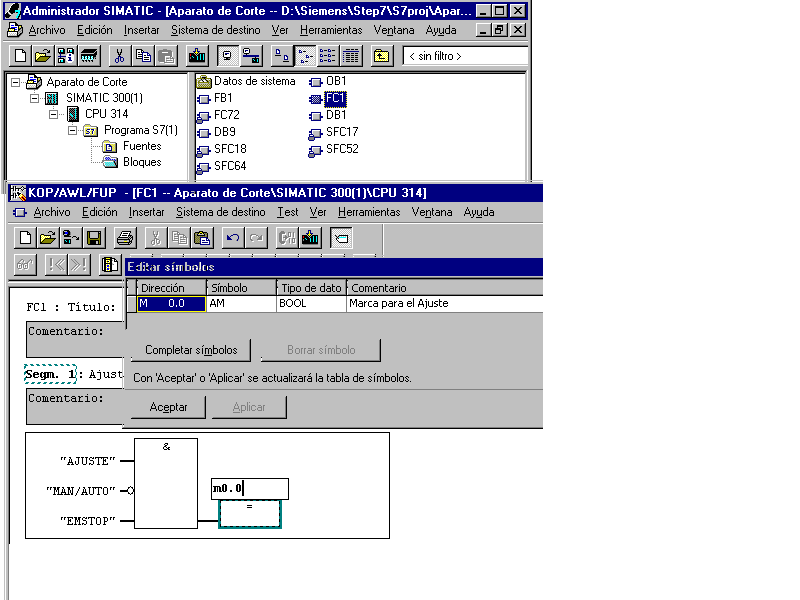 Administrador SIMATIC - [Aparato de Corte -- D:\Siemens\Step7\S7proj\Apar...
Archivo Edición Insertar Sistema de destino Ver Herramientas Ventana Ayuda
< sin filtro >
Aparato de Corte
SIMATIC 300(1)
CPU 314
Programa S7(1)
Fuentes
Bloques
Datos de sistema OB1
FB1 FC1
FC72 DB1
DB9 SFC17
SFC18 SFC52
SFC64
KOP/AWL/FUP - [FC1 -- Aparato de Corte\SIMATIC 300(1)\CPU 314]
Archivo Edición Insertar Sistema de destino Test Ver Herramientas Ventana Ayuda
Editar símbolos
Dirección Símbolo Tipo de dato Comentario
M 0.0 AM BOOL Marca para el Ajuste
Completar símbolos Borrar símbolo
Con 'Aceptar' o 'Aplicar' se actualizará la tabla de símbolos.
Aceptar Aplicar
FC1 : Título:
Comentario:
Segm. 1: Ajust
Comentario:
&
"AJUSTE"
"MAN/AUTO"
"EMSTOP"
m0.0
=